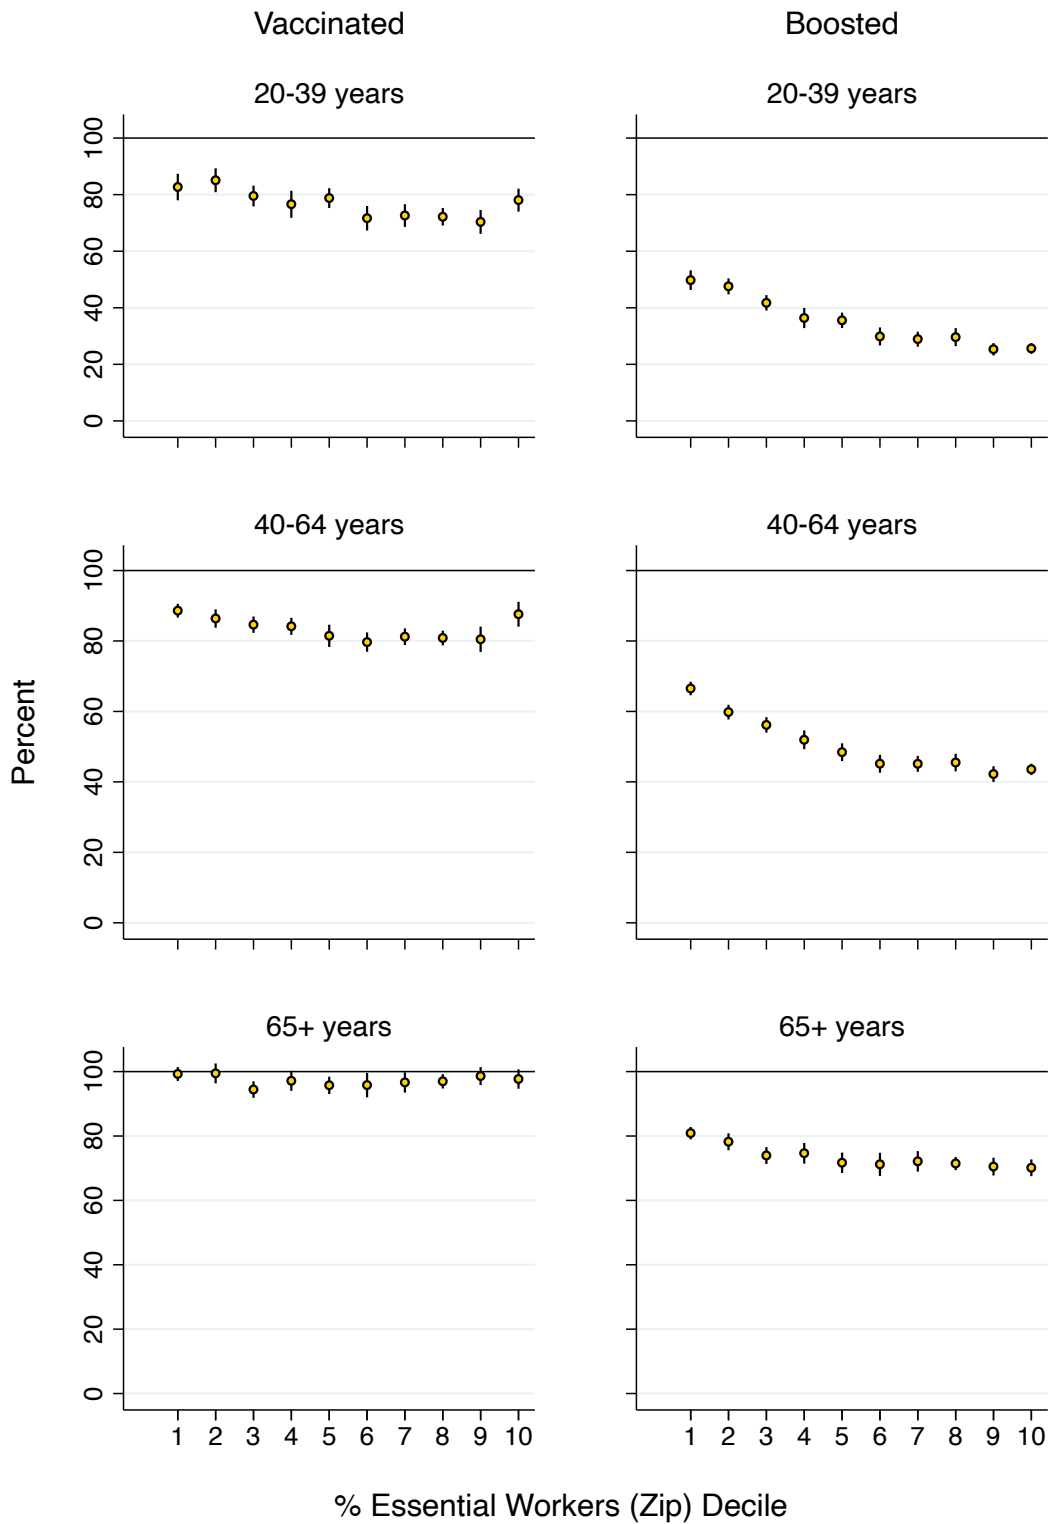 Vaccinated Boosted
20-39 years 20-39 years
100
80
60
40
20
0
40-64 years 40-64 years
100
80
60
40
20
0
Percent
65+ years 65+ years
100
80
60
40
20
0
1 2 3 4 5 6 7 8 9 10 1 2 3 4 5 6 7 8 9 10
% Essential Workers (Zip) Decile